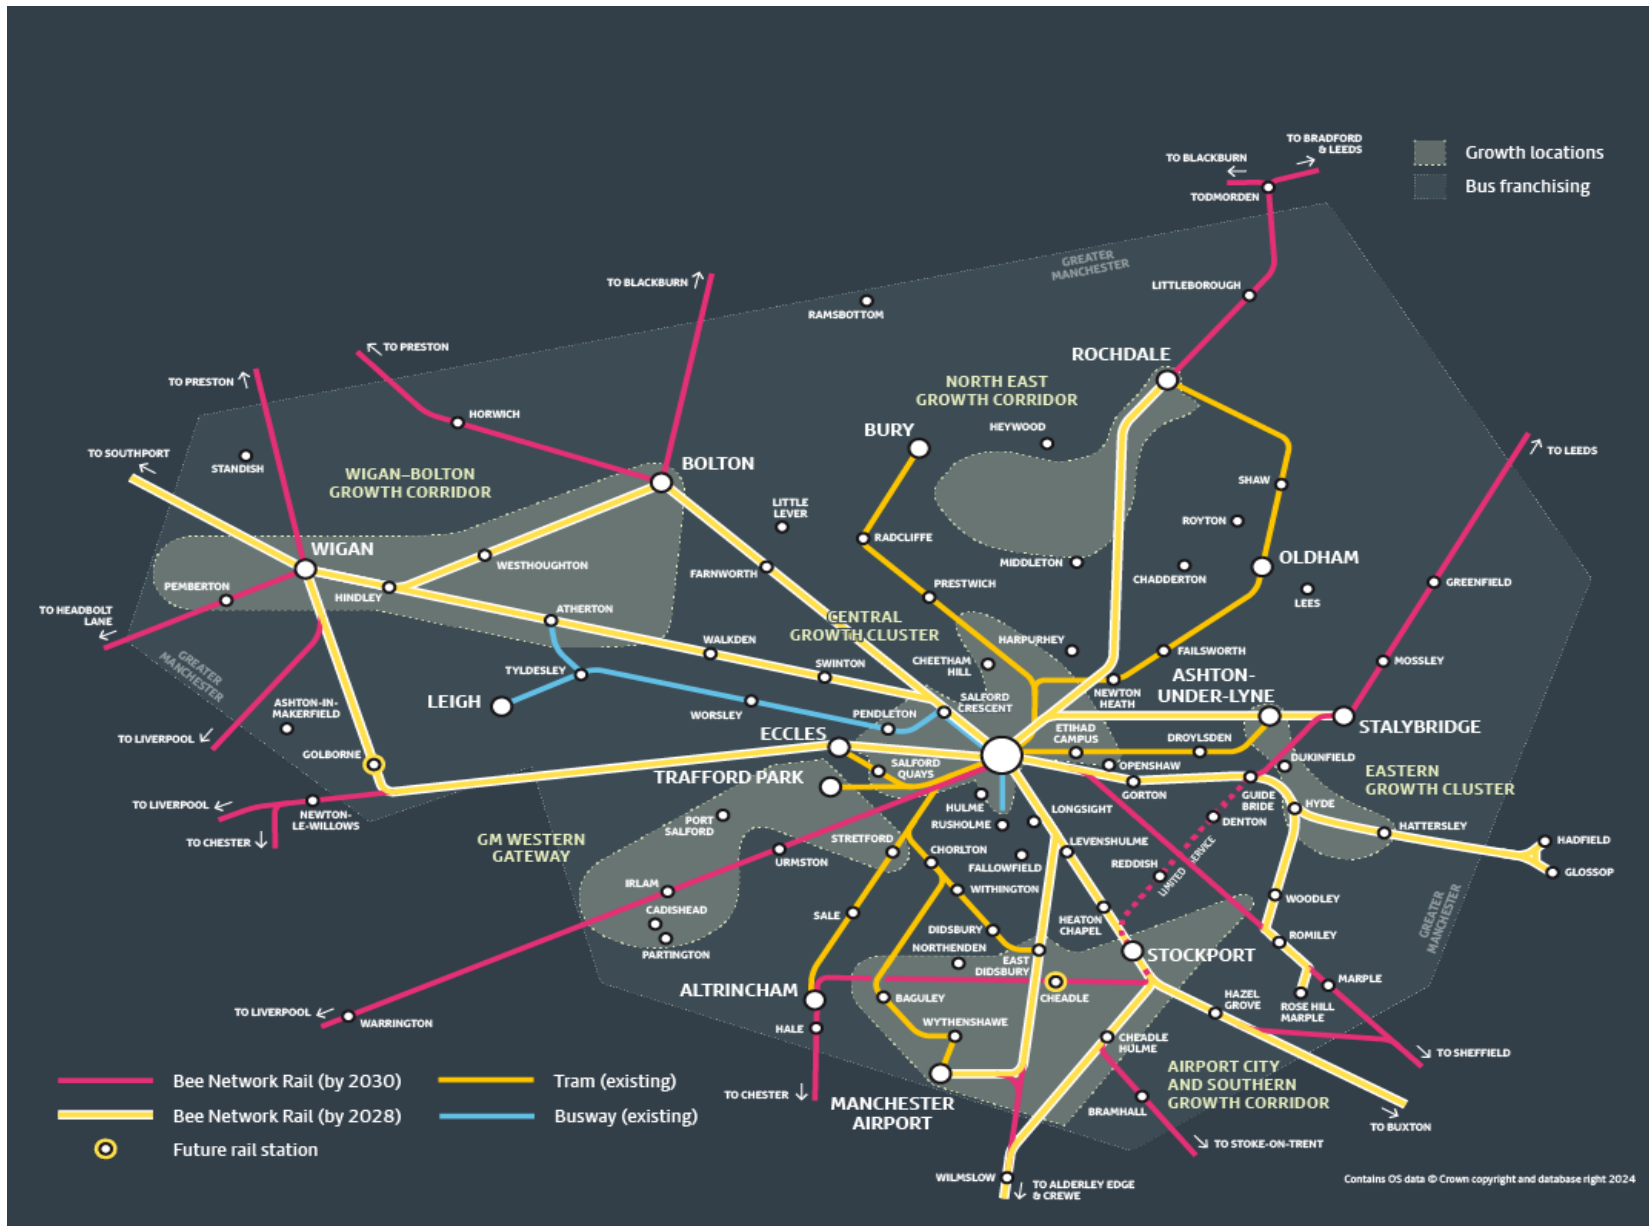 TO BRADFORD
& LEEDS
TO BLACKBURN
TODMORDEN
Growth locations
Bus franchising
GREATER
MANCHESTER
LITTLEBOROUGH
TO BLACKBURN
RAMSBOTTOM
TO PRESTON
ROCHDALE
TO PRESTON
NORTH EAST
GROWTH CORRIDOR
HORWICH
HEYWOOD
BURY
TO LEEDS
TO SOUTHPORT
STANDISH
WIGAN–BOLTON
GROWTH CORRIDOR
BOLTON
SHAW
LITTLE
LEVER
ROYTON
RADCLIFFE
WIGAN
WESTHOUGHTON
MIDDLETON
OLDHAM
FARNWORTH
CHADDERTON
PEMBERTON
HINDLEY
PRESTWICH
GREENFIELD
LEES
TO HEADBOLT
LANE
ATHERTON
CENTRAL
GROWTH CLUSTER
WALKDEN
HARPURHEY
FAILSWORTH
GREATER
MANCHESTER
SWINTON
CHEETHAM
HILL
MOSSLEY
TYLDESLEY
ASHTON-
UNDER-LYNE
NEWTON
HEATH
LEIGH
ASHTON-IN-
MAKERFIELD
SALFORD
CRESCENT
WORSLEY
PENDLETON
STALYBRIDGE
TO LIVERPOOL
ECCLES
ETIHAD
CAMPUS
DROYLSDEN
GOLBORNE
SALFORD
QUAYS
OPENSHAW
DUKINFIELD
TRAFFORD PARK
EASTERN
GROWTH CLUSTER
GORTON
GUIDE
BRIDE
TO LIVERPOOL
NEWTON-
LE-WILLOWS
HULME
LONGSIGHT
HYDE
PORT
SALFORD
RUSHOLME
DENTON
HATTERSLEY
TO CHESTER
GM WESTERN
GATEWAY
STRETFORD
LEVENSHULME
HADFIELD
CHORLTON
URMSTON
FALLOWFIELD
REDDISH
LIMITED SERVICE
GLOSSOP
IRLAM
WITHINGTON
WOODLEY
CADISHEAD
SALE
HEATON
CHAPEL
GREATER
MANCHESTER
DIDSBURY
ROMILEY
PARTINGTON
NORTHENDEN
EAST
DIDSBURY
STOCKPORT
MARPLE
ALTRINCHAM
BAGULEY
CHEADLE
HAZEL
GROVE
ROSE HILL
MARPLE
TO LIVERPOOL
WARRINGTON
HALE
WYTHENSHAWE
CHEADLE
HULME
TO SHEFFIELD
AIRPORT CITY
AND SOUTHERN
GROWTH CORRIDOR
TO CHESTER
MANCHESTER
AIRPORT
BRAMHALL
TO BUXTON
TO STOKE-ON-TRENT
WILMSLOW
TO ALDERLEY EDGE
& CREWE
Bee Network Rail (by 2030)
Tram (existing)
Bee Network Rail (by 2028)
Busway (existing)
Future rail station
Contains OS data © Crown copyright and database right 2024